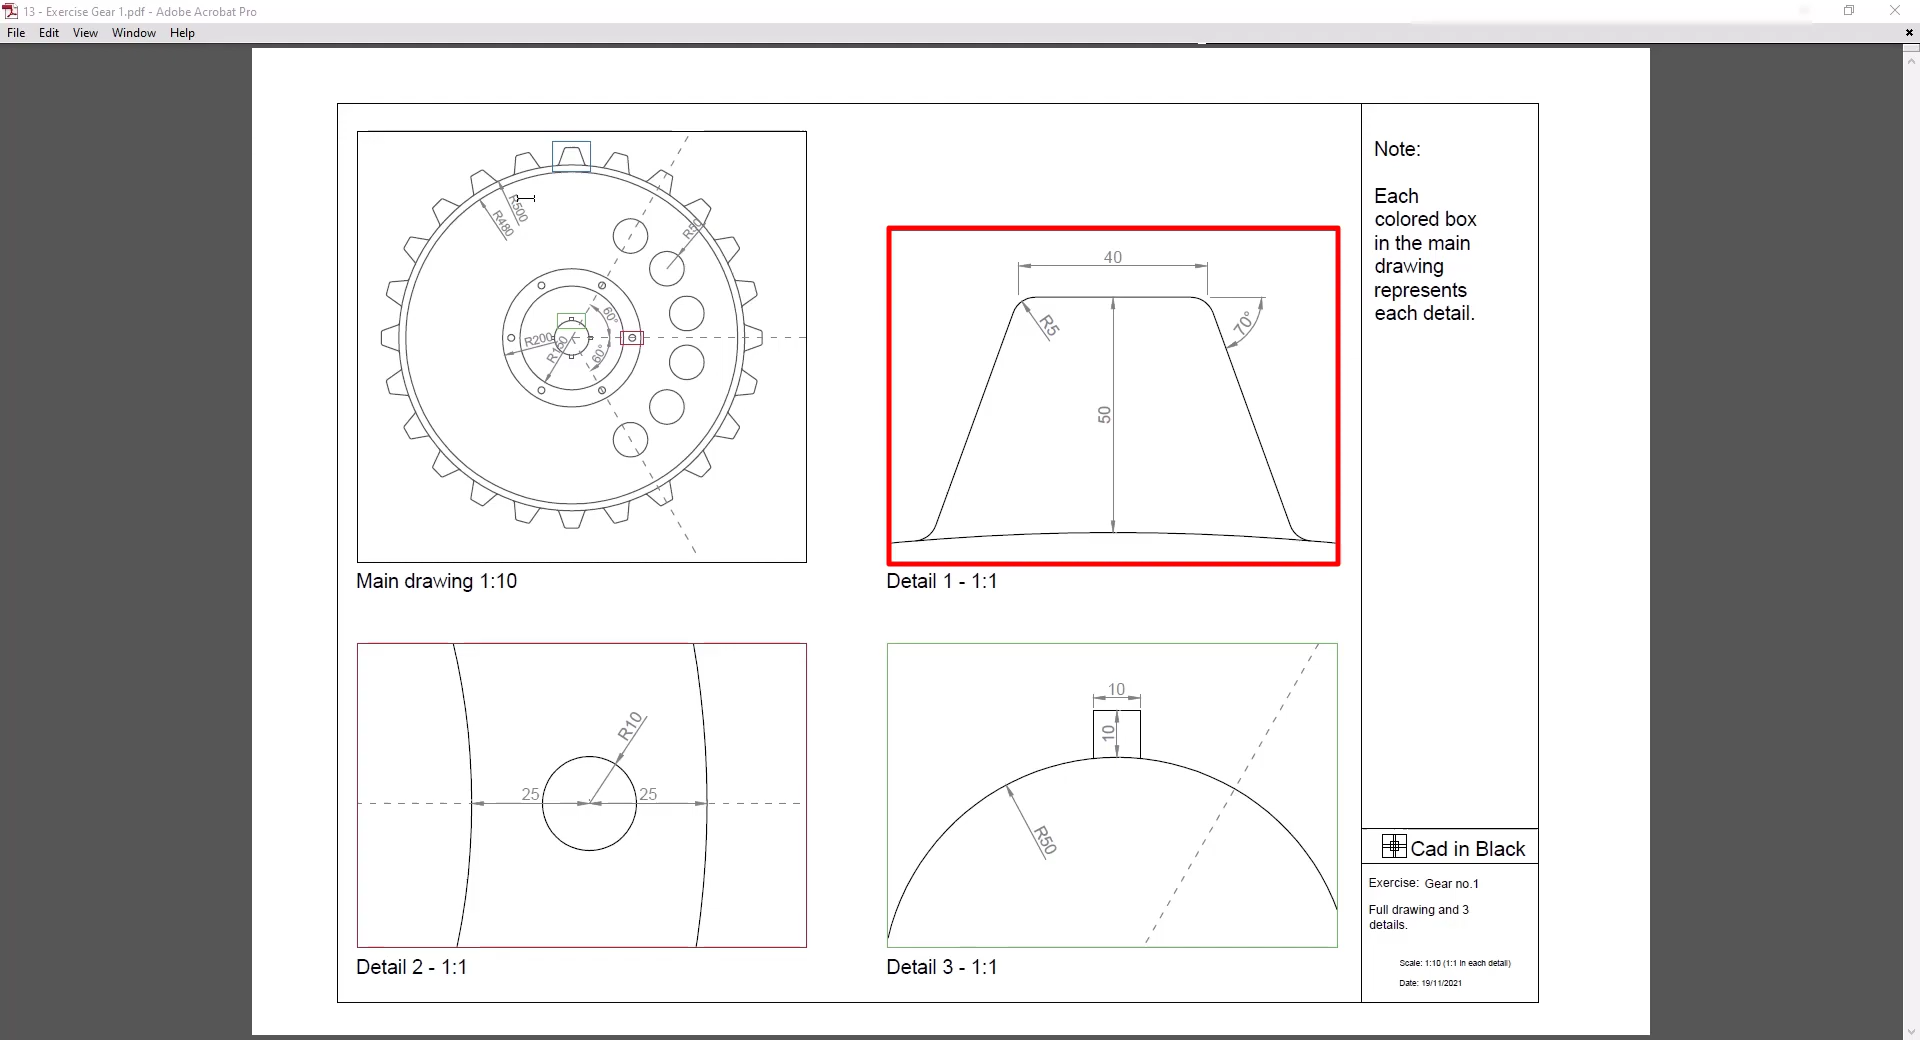 13 - Exercise Gear 1.pdf - Adobe Acrobat Pro
File Edit View Window Help
R500
R480
R50
60°
R200
60°
Main drawing 1:10
40
R5
70°
50
Detail 1 - 1:1
Note:
Each
colored box
in the main
drawing
represents
each detail.
R10
25
25
Detail 2 - 1:1
10
10
R50
Detail 3 - 1:1
Cad in Black
Exercise: Gear no.1
Full drawing and 3
details.
Scale: 1:10 (1:1 in each detail)
Date: 19/11/2021